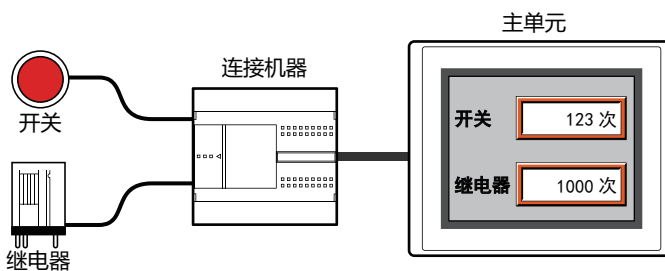 主单元
连接机器
开关
继电器
开关 123 次
继电器 1000 次